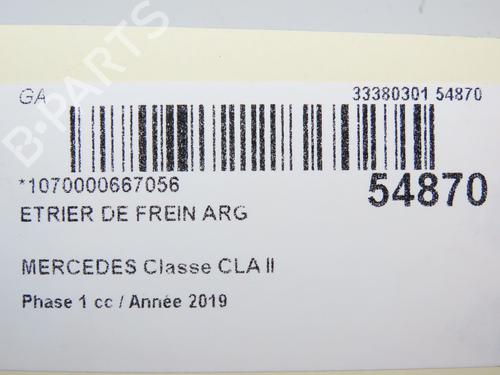 B-PARTS
GA 33380301 54870
*1070000667056 54870
ETRIER DE FREIN ARG
MERCEDES Classe CLA II
Phase 1 cc / Année 2019